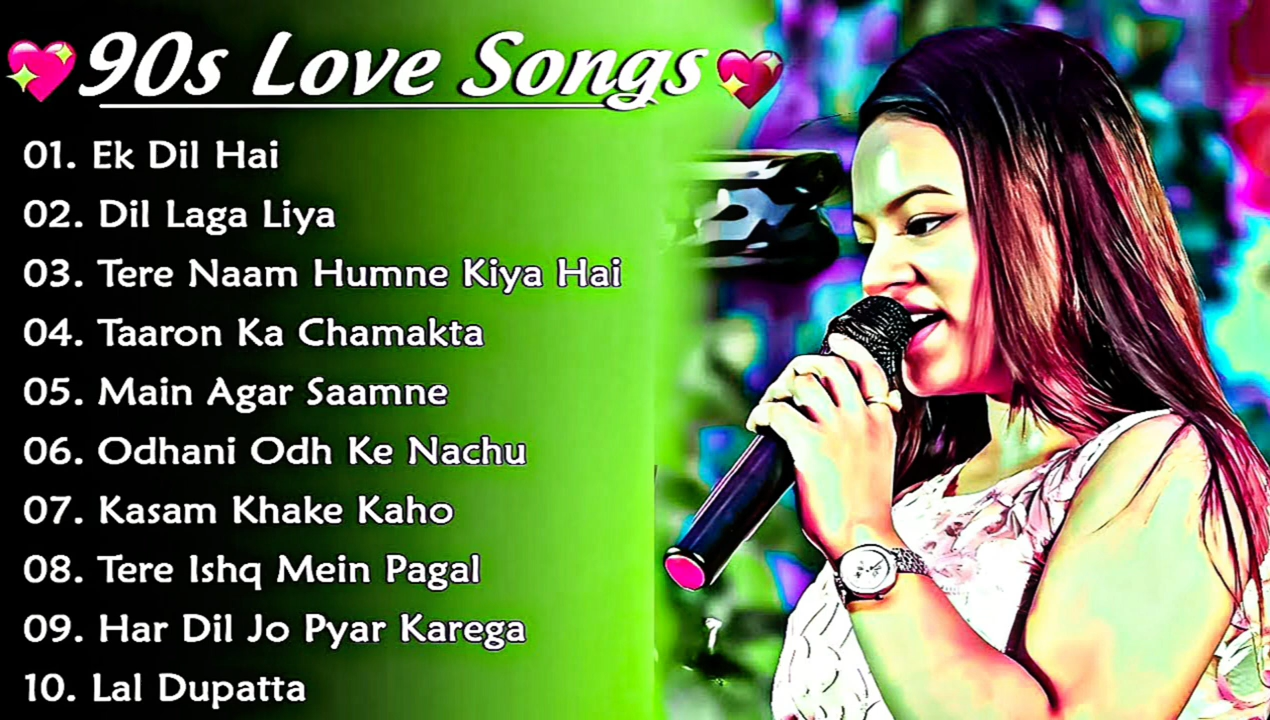 💖90s Love Songs💖
01. Ek Dil Hai
02. Dil Laga Liya
03. Tere Naam Humne Kiya Hai
04. Taaron Ka Chamakta
05. Main Agar Saamne
06. Odhani Odh Ke Nachu
07. Kasam Khake Kaho
08. Tere Ishq Mein Pagal
09. Har Dil Jo Pyar Karega
10. Lal Dupatta